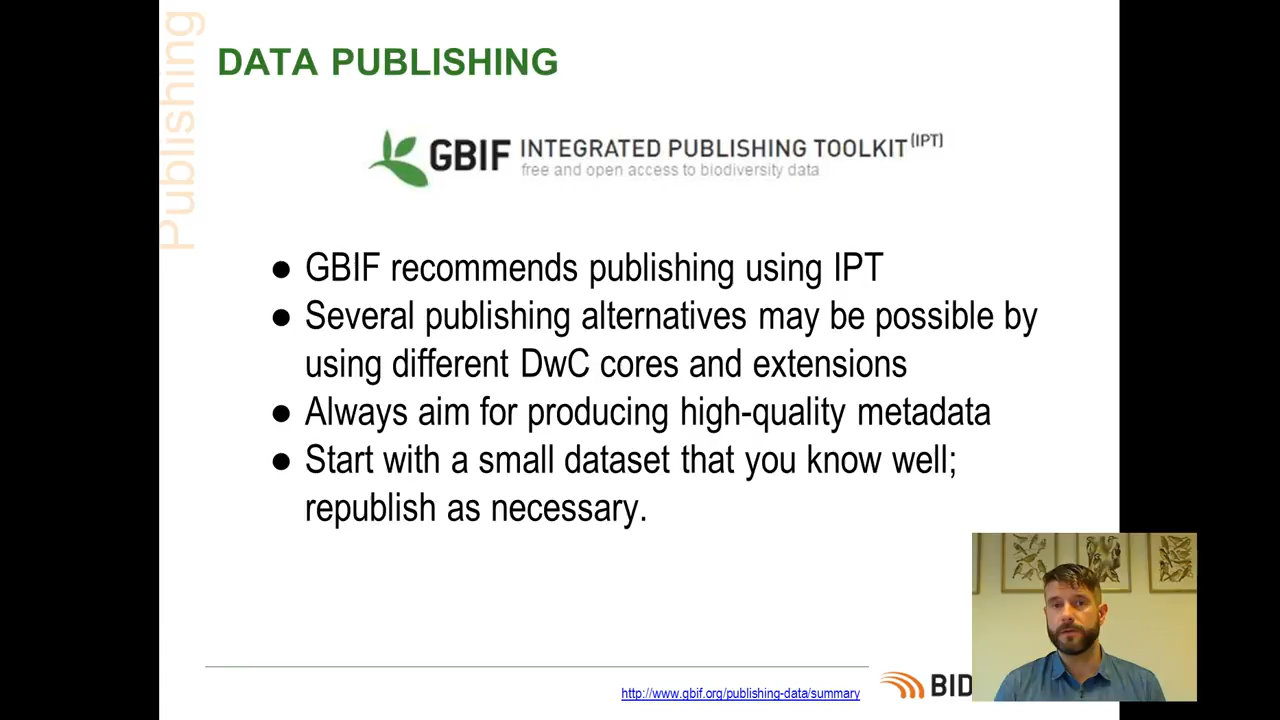 Publishing
DATA PUBLISHING
GBIF INTEGRATED PUBLISHING TOOLKIT (IPT)
free and open access to biodiversity data
● GBIF recommends publishing using IPT
● Several publishing alternatives may be possible by
using different DwC cores and extensions
● Always aim for producing high-quality metadata
● Start with a small dataset that you know well;
republish as necessary.
http://www.gbif.org/publishing-data/summary
BID